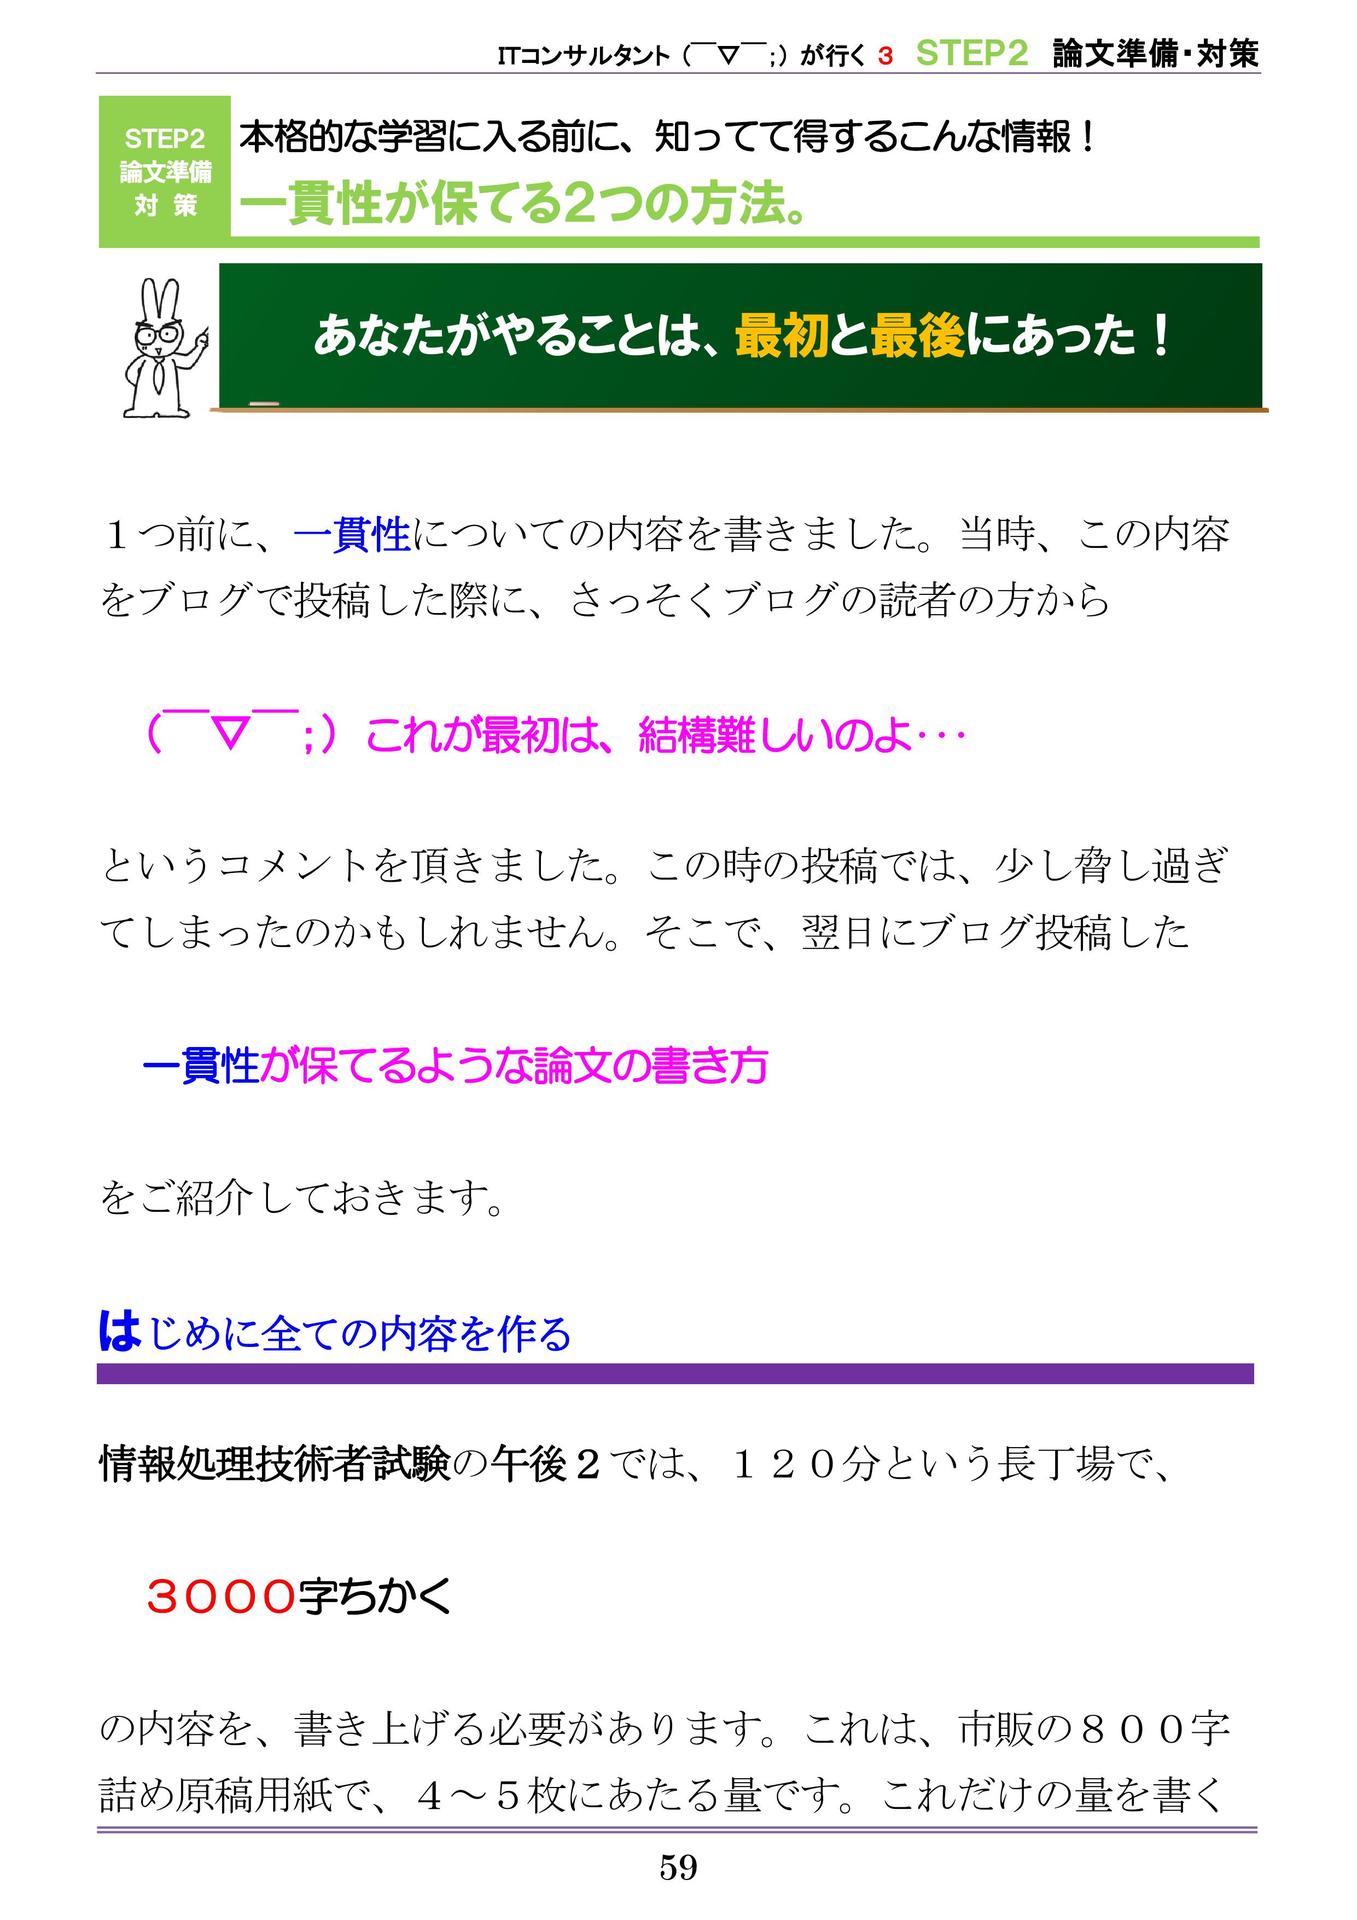 ITコンサルタント（￣▽￣；）が行く 3 STEP2 論文準備・対策
STEP2
論文準備
対 策
本格的な学習に入る前に、知ってて得するこんな情報！
一貫性が保てる２つの方法。
あなたがやることは、最初と最後にあった！
１つ前に、一貫性についての内容を書きました。当時、この内容
をブログで投稿した際に、さっそくブログの読者の方から
（￣▽￣；）これが最初は、結構難しいのよ・・・
というコメントを頂きました。この時の投稿では、少し脅し過ぎ
てしまったのかもしれません。そこで、翌日にブログ投稿した
一貫性が保てるような論文の書き方
をご紹介しておきます。
はじめに全ての内容を作る
情報処理技術者試験の午後２では、１２０分という長丁場で、
３０００字ちかく
の内容を、書き上げる必要があります。これは、市販の８００字
詰め原稿用紙で、４～５枚にあたる量です。これだけの量を書く
59